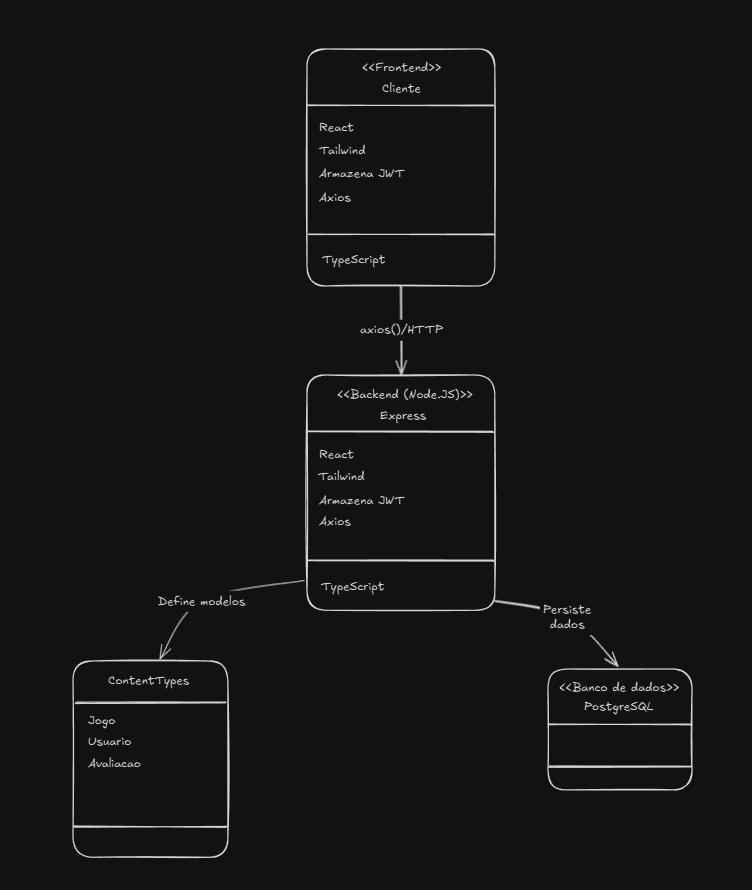 <<Frontend>>
Cliente
React
Tailwind
Armazena JWT
Axios
TypeScript
axios()/HTTP
<<Backend (Node.JS)>>
Express
React
Tailwind
Armazena JWT
Axios
TypeScript
Define modelos
Persiste
dados
ContentTypes
Jogo
Usuario
Avaliacao
<<Banco de dados>>
PostgreSQL